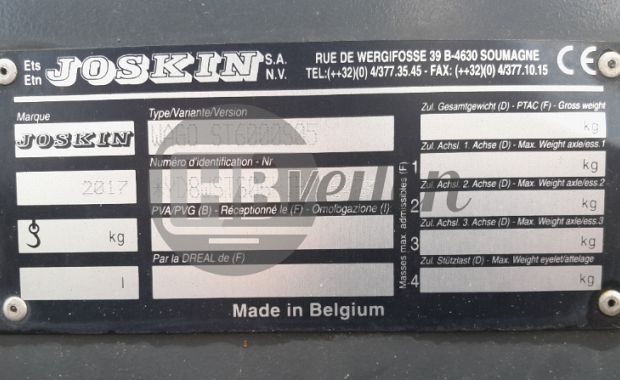 Ets
Etn
JOSKIN S.A.
N.V.
RUE DE WERGIFOSSE 39 B-4630 SOUMAGNE
TEL:(++32)(0) 4/377.35.45 - FAX: (++32)(0) 4/377.10.15
CE
Marque
JOSKIN
2017
kg
l
Type/Variante/Version
Numéro d'identification - Nr
PVA/PVG (B) - Réceptionné le (F) - Omofogazione (I)
Par la DREAL de (F)
HBveilen
Masses max. admissibles (F)
Zul. Gesamtgewicht (D) - PTAC (F) - Gross weight
kg
Zul. Achsl. 1. Achse (D) - Max. Weight axle/ess.1
1 kg
Zul. Achsl. 2. Achse (D) - Max. Weight axle/ess.2
2 kg
Zul. Achsl. 3. Achse (D) - Max. Weight axle/ess.3
3 kg
Zul. Stützlast (D) - Max. Weight eyelet/attelage
4 kg
Made in Belgium